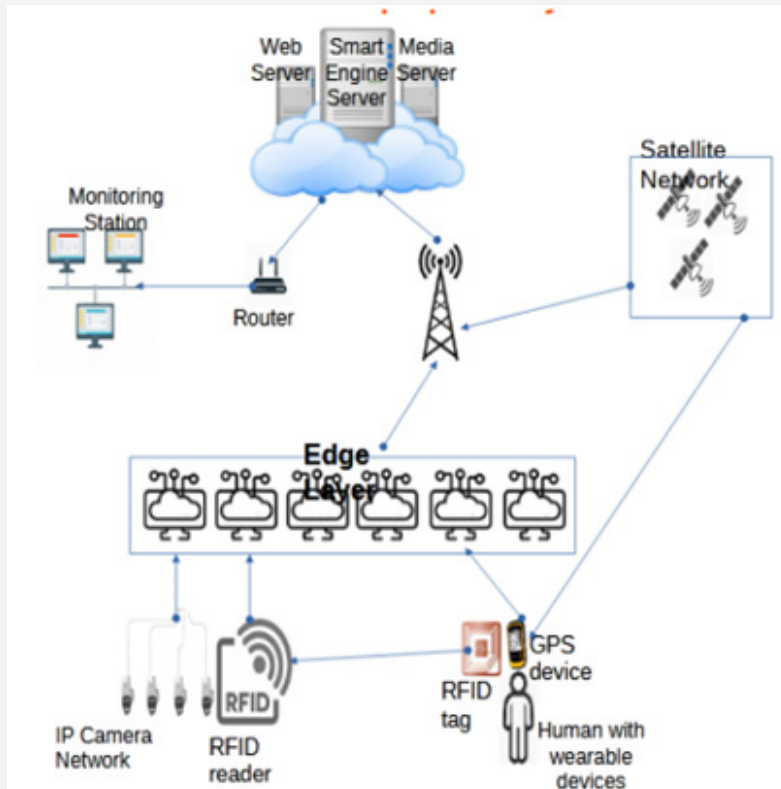 Web
Server
Smart
Engine
Server
Media
Server
Satellite
Network
Monitoring
Station
Router
Edge
Layer
RFID
GPS
device
RFID
tag
IP Camera
Network
RFID
reader
Human with
wearable
devices